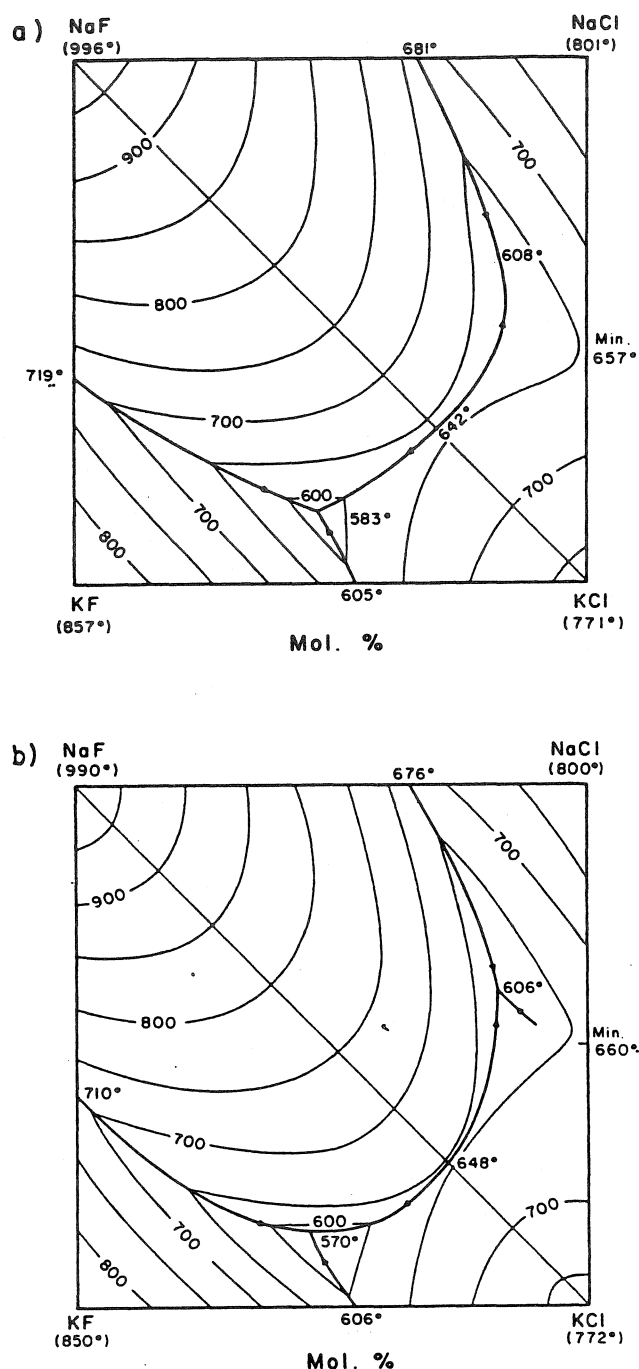 a)
NaF
(996°)
681°
NaCl
(801°)
900
700
608°
800
Min.
657°
719°
700
642°
600
700
583°
700
800
KF
(857°)
605°
KCl
(771°)
Mol. %
b)
NaF
(990°)
676°
NaCl
(800°)
700
900
606°
800
Min.
660°
710°
700
648°
600
570°
700
700
800
KF
(850°)
606°
KCl
(772°)
Mol. %